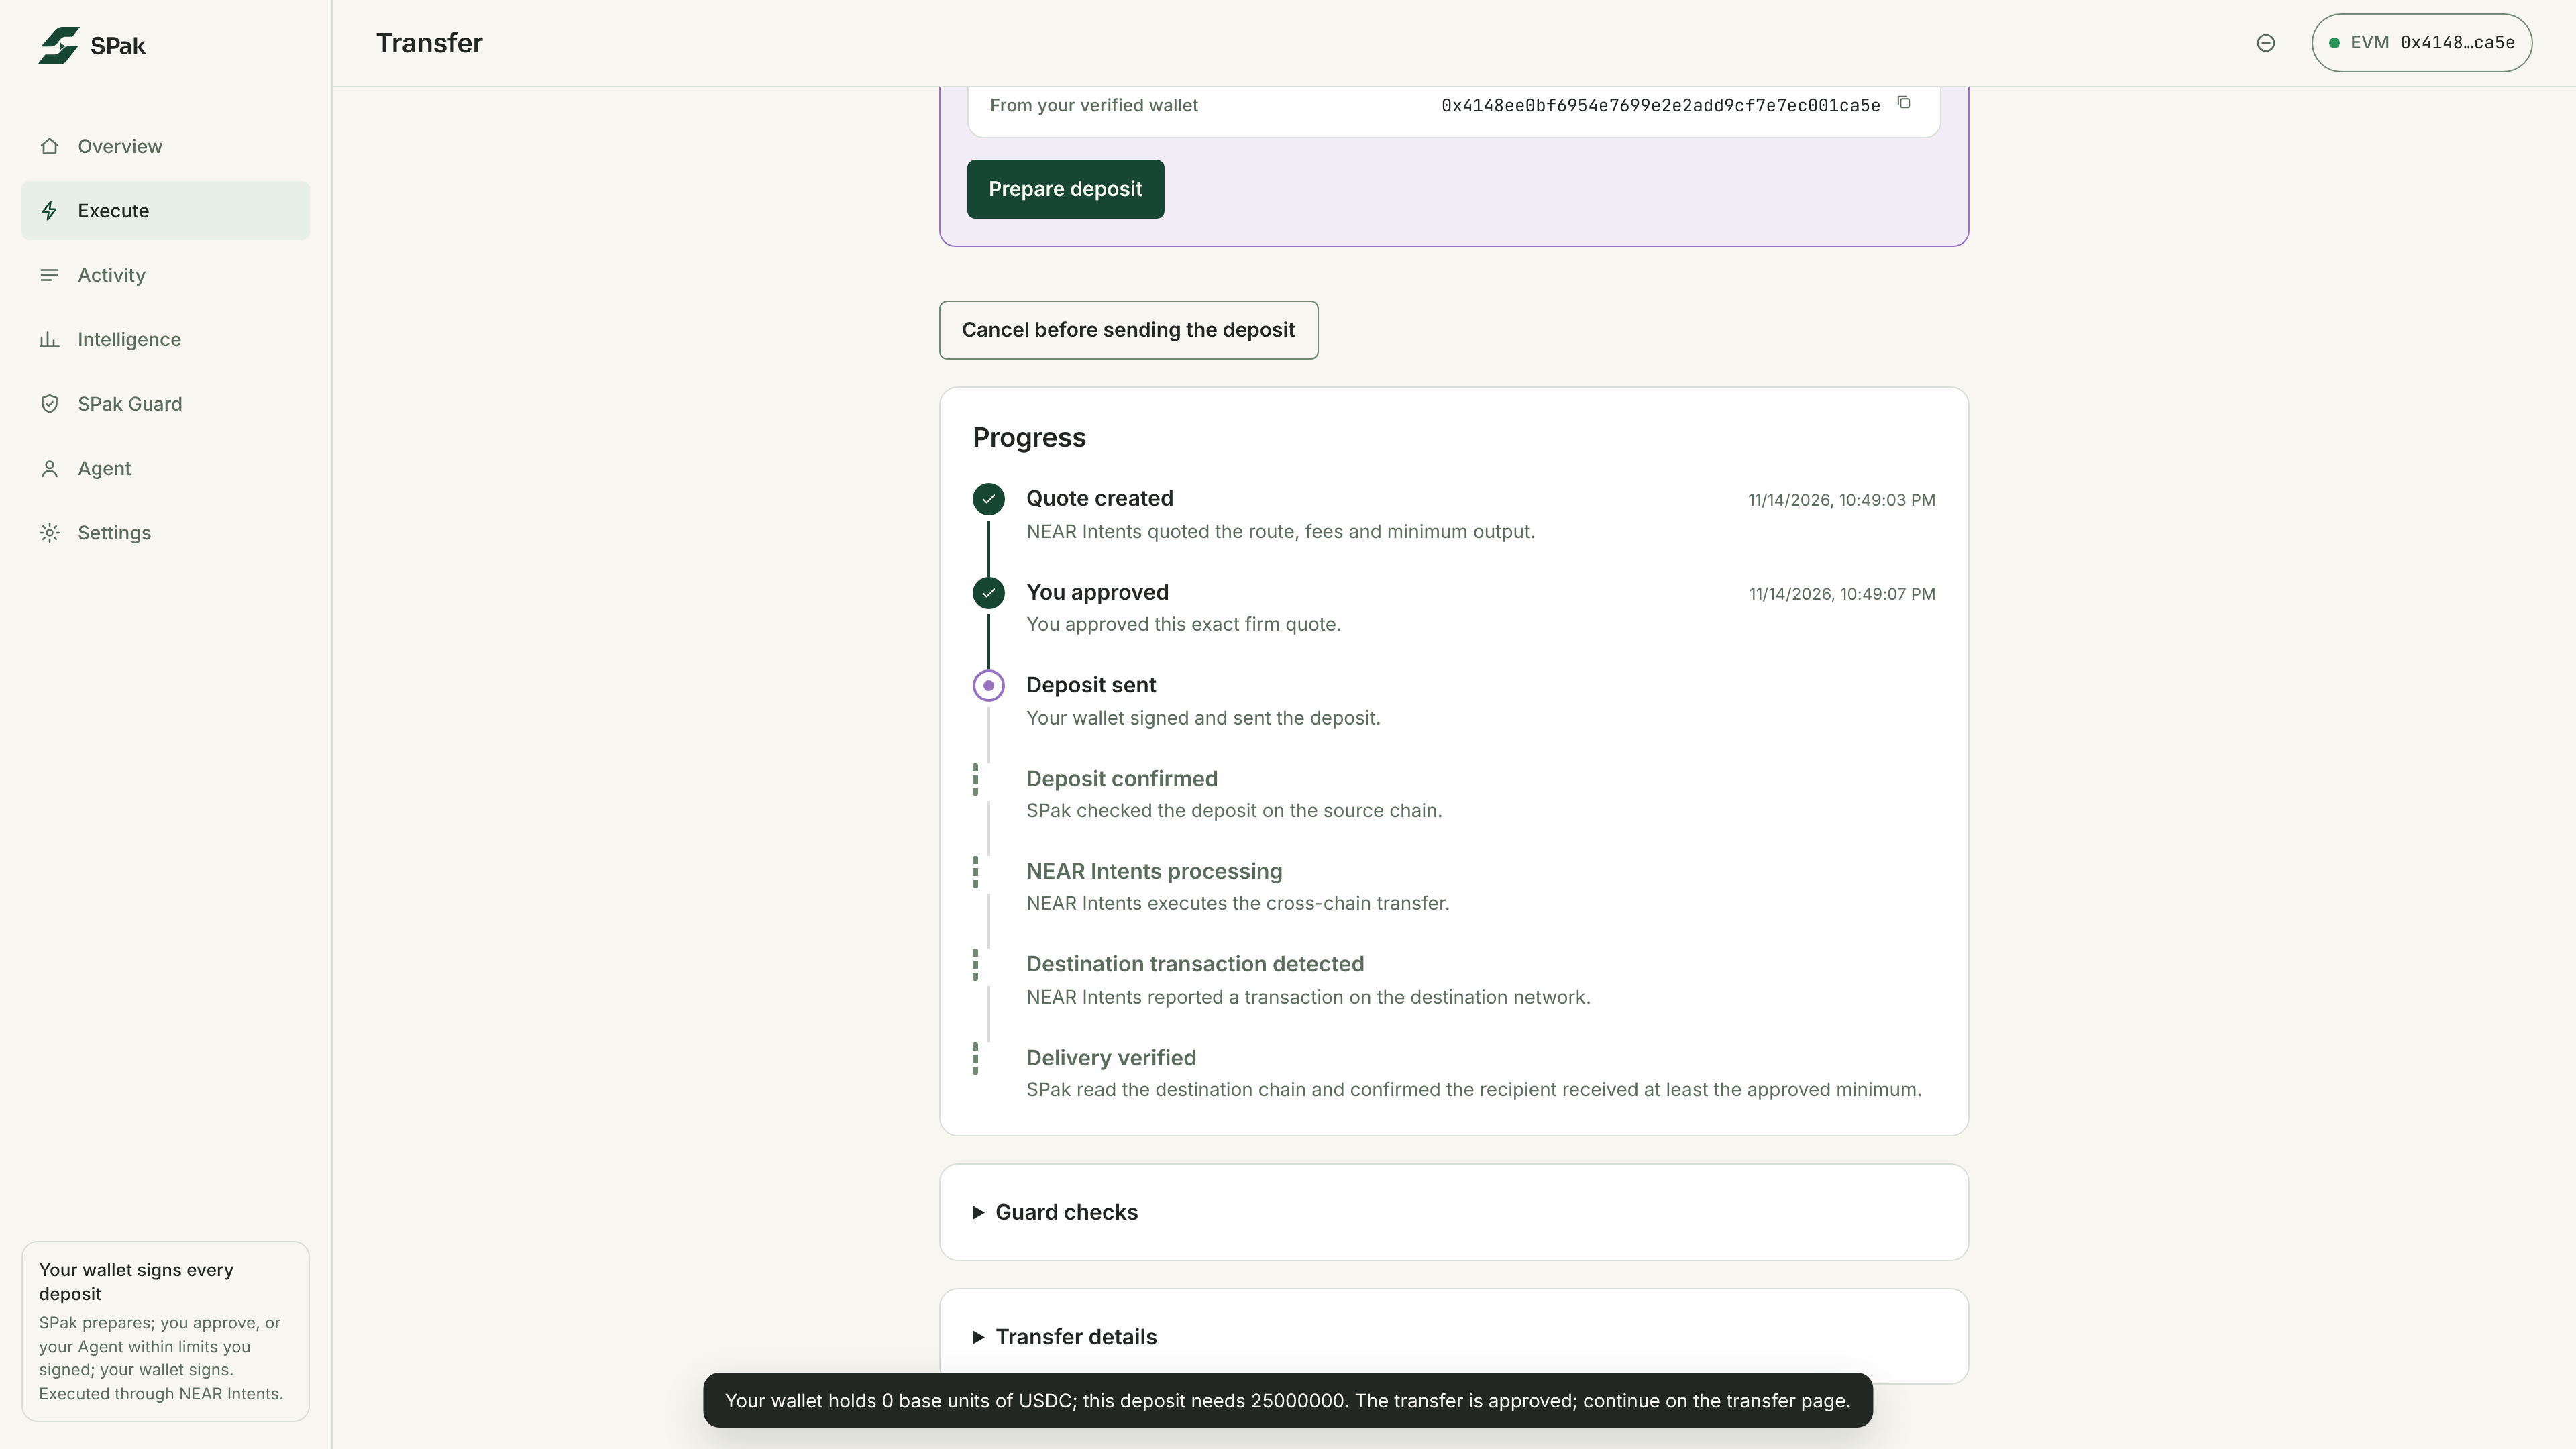 SPak
Overview
Execute
Activity
Intelligence
SPak Guard
Agent
Settings
Your wallet signs every
deposit
SPak prepares; you approve, or
your Agent within limits you
signed; your wallet signs.
Executed through NEAR Intents.
Transfer
EVM 0x4148…ca5e
From your verified wallet 0x4148ee0bf6954e7699e2e2add9cf7e7ec001ca5e
Prepare deposit
Cancel before sending the deposit
Progress
Quote created 11/14/2026, 10:49:03 PM
NEAR Intents quoted the route, fees and minimum output.
You approved 11/14/2026, 10:49:07 PM
You approved this exact firm quote.
Deposit sent
Your wallet signed and sent the deposit.
Deposit confirmed
SPak checked the deposit on the source chain.
NEAR Intents processing
NEAR Intents executes the cross-chain transfer.
Destination transaction detected
NEAR Intents reported a transaction on the destination network.
Delivery verified
SPak read the destination chain and confirmed the recipient received at least the approved minimum.
Guard checks
Transfer details
Your wallet holds 0 base units of USDC; this deposit needs 25000000. The transfer is approved; continue on the transfer page.